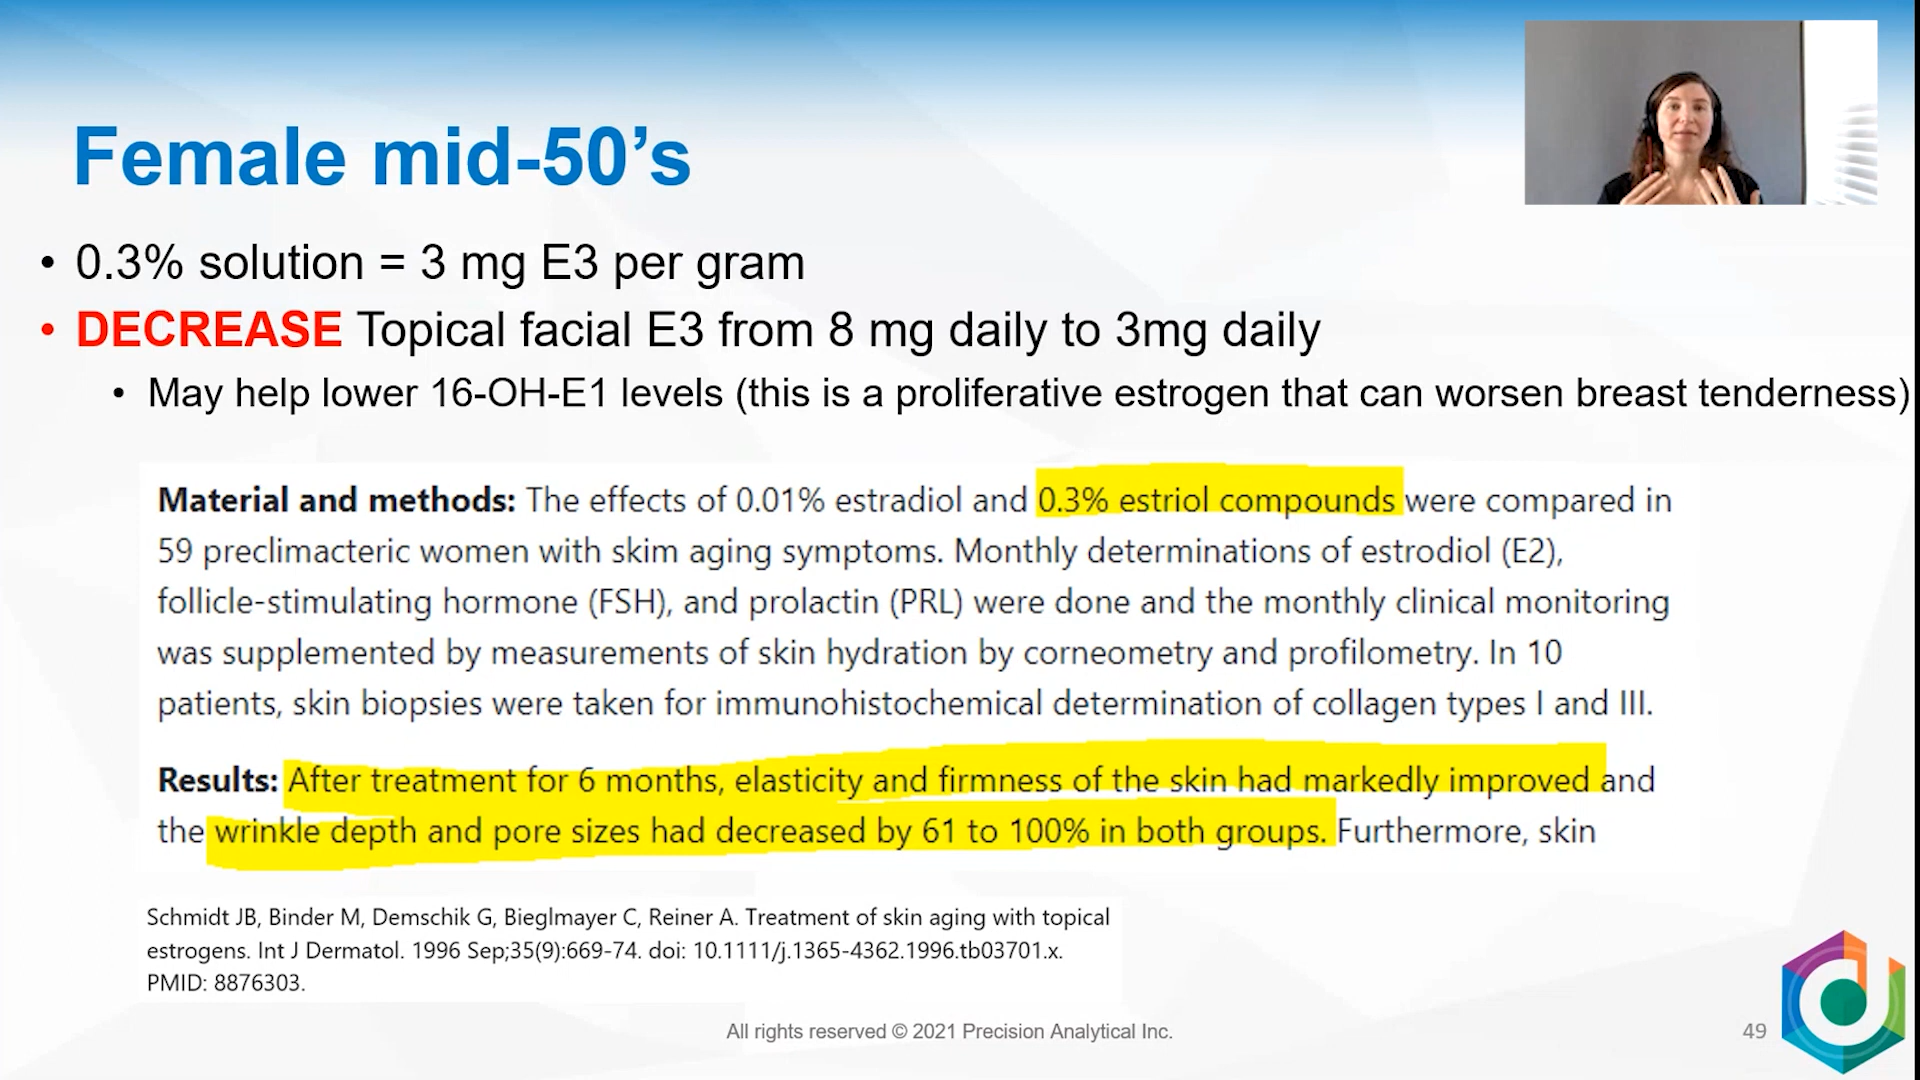 Female mid-50’s
• 0.3% solution = 3 mg E3 per gram
• DECREASE Topical facial E3 from 8 mg daily to 3mg daily
• May help lower 16-OH-E1 levels (this is a proliferative estrogen that can worsen breast tenderness)
Material and methods: The effects of 0.01% estradiol and 0.3% estriol compounds were compared in
59 preclimacteric women with skim aging symptoms. Monthly determinations of estrodiol (E2),
follicle-stimulating hormone (FSH), and prolactin (PRL) were done and the monthly clinical monitoring
was supplemented by measurements of skin hydration by corneometry and profilometry. In 10
patients, skin biopsies were taken for immunohistochemical determination of collagen types I and III.
Results: After treatment for 6 months, elasticity and firmness of the skin had markedly improved and
the wrinkle depth and pore sizes had decreased by 61 to 100% in both groups. Furthermore, skin
Schmidt JB, Binder M, Demschik G, Bieglmayer C, Reiner A. Treatment of skin aging with topical
estrogens. Int J Dermatol. 1996 Sep;35(9):669-74. doi: 10.1111/j.1365-4362.1996.tb03701.x.
PMID: 8876303.
All rights reserved © 2021 Precision Analytical Inc.
49